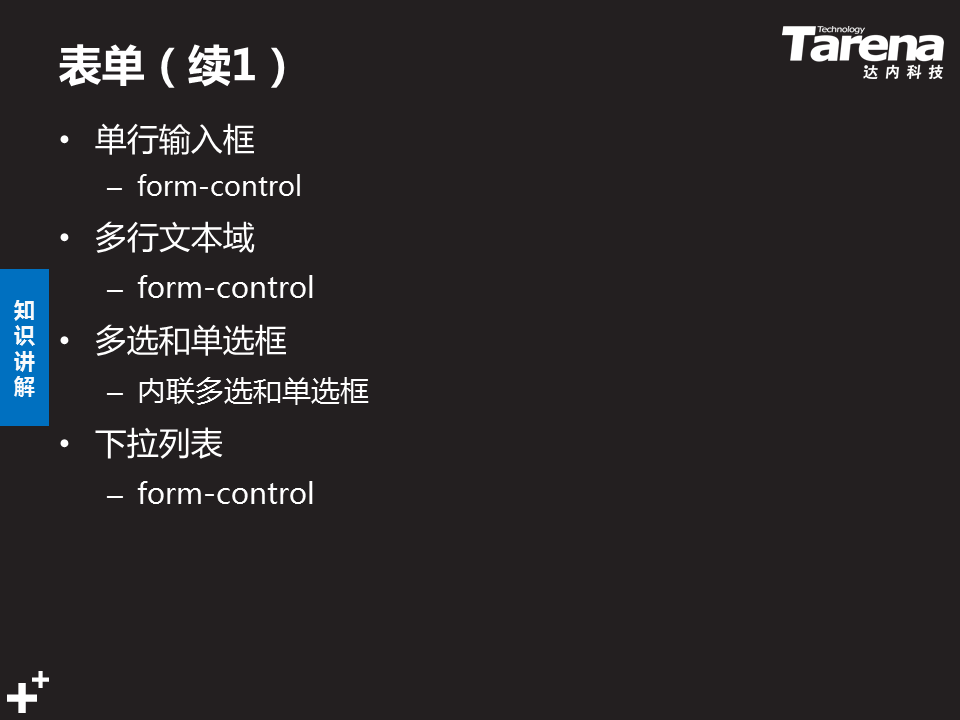 表单（续1）
Technology
Tarena
达内科技
• 单行输入框
– form-control
• 多行文本域
– form-control
• 多选和单选框
– 内联多选和单选框
• 下拉列表
– form-control
知识讲解